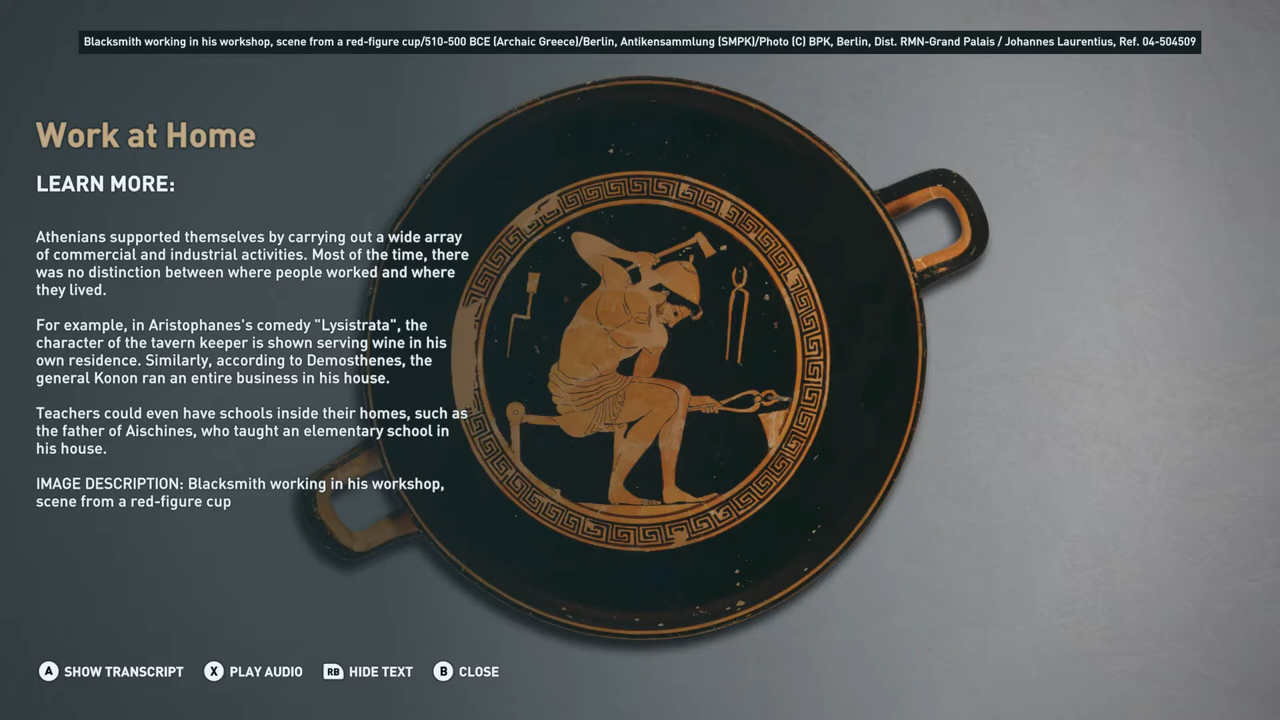 Blacksmith working in his workshop, scene from a red-figure cup/510-500 BCE (Archaic Greece)/Berlin, Antikensammlung (SMPK)/Photo (C) BPK, Berlin, Dist. RMN-Grand Palais / Johannes Laurentius, Ref. 04-504509
Work at Home
LEARN MORE:
Athenians supported themselves by carrying out a wide array
of commercial and industrial activities. Most of the time, there
was no distinction between where people worked and where
they lived.
For example, in Aristophanes's comedy "Lysistrata", the
character of the tavern keeper is shown serving wine in his
own residence. Similarly, according to Demosthenes, the
general Konon ran an entire business in his house.
Teachers could even have schools inside their homes, such as
the father of Aischines, who taught an elementary school in
his house.
IMAGE DESCRIPTION: Blacksmith working in his workshop,
scene from a red-figure cup
A SHOW TRANSCRIPT X PLAY AUDIO RB HIDE TEXT B CLOSE